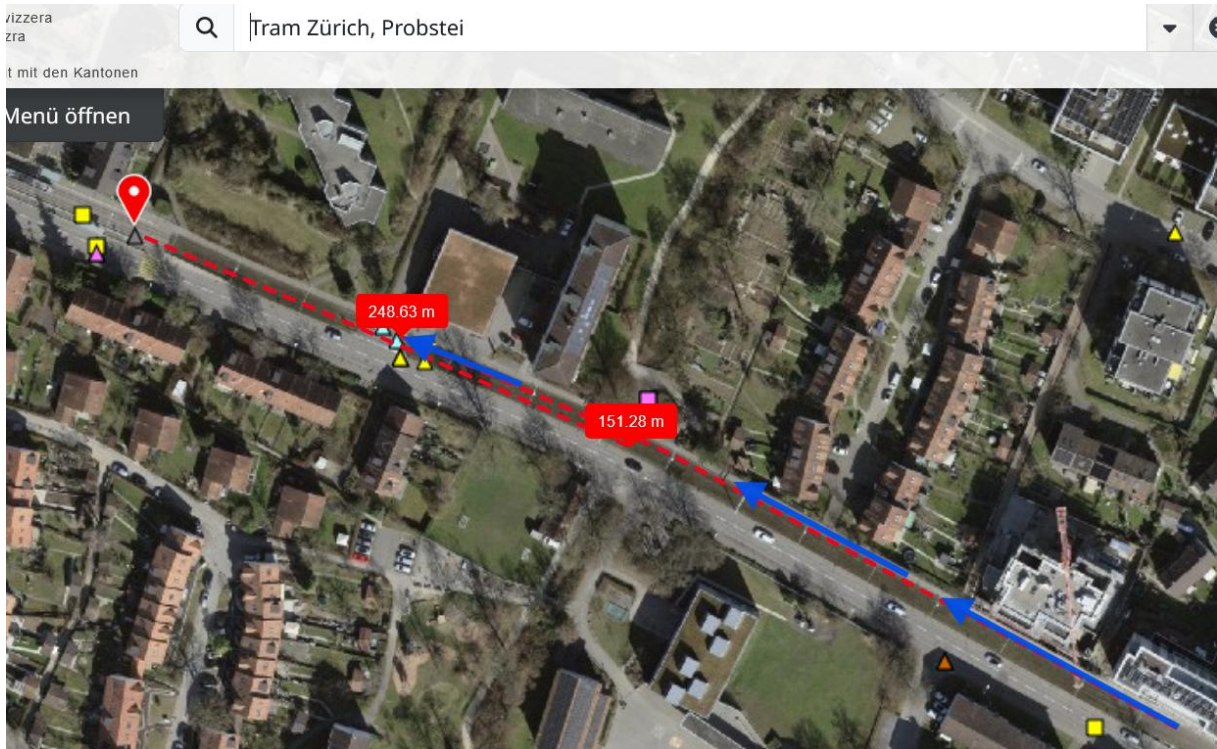 vizzera
zra
Tram Zürich, Probstei
t mit den Kantonen
Menü öffnen
248.63 m
151.28 m